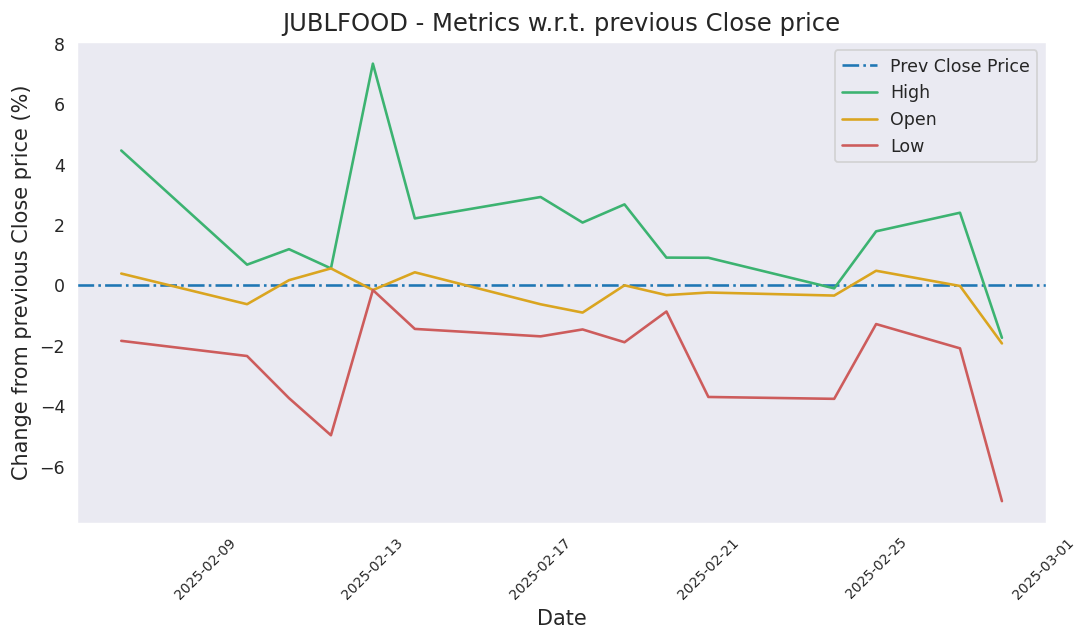 JUBLFOOD - Metrics w.r.t. previous Close price
Change from previous Close price (%)
8
6
4
2
0
−2
−4
−6
Prev Close Price
High
Open
Low
2025-02-09
2025-02-13
2025-02-17
2025-02-21
2025-02-25
2025-03-01
Date